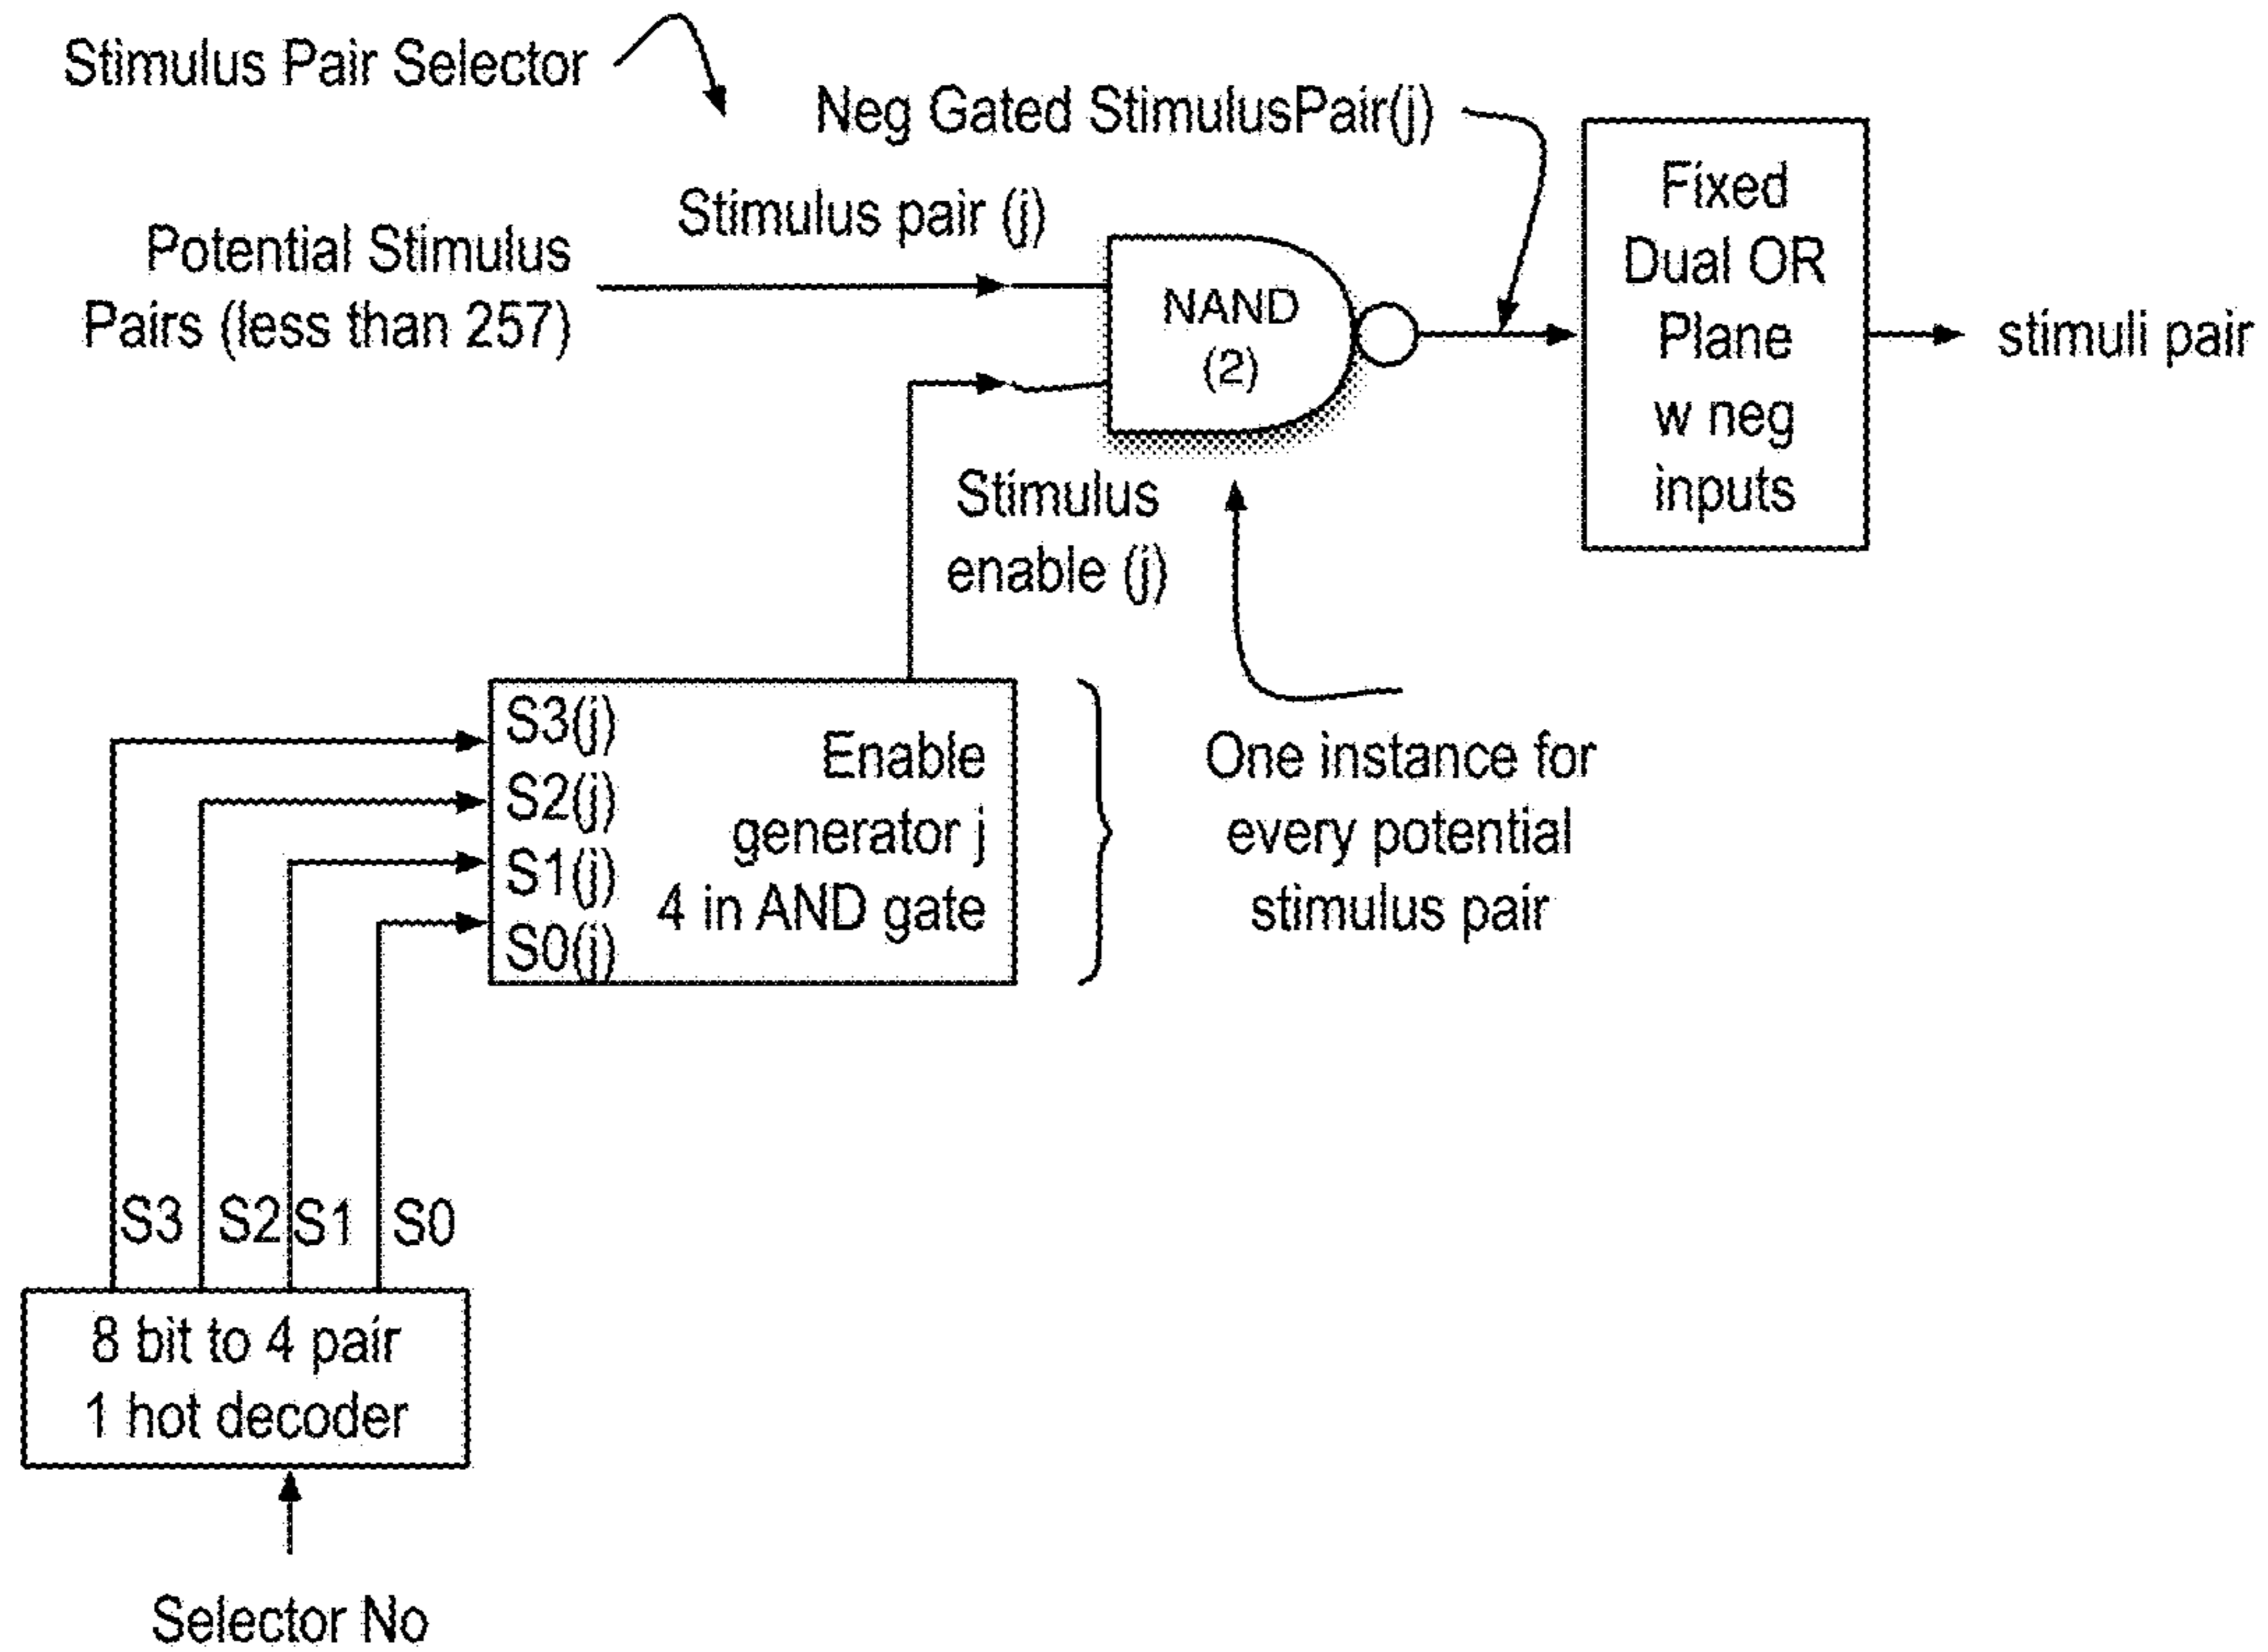 Stimulus Pair Selector
Neg Gated StimulusPair(j)
Stimulus pair (j)
Potential Stimulus
Pairs (less than 257)
NAND
(2)
Fixed
Dual OR
Plane
w neg
inputs
stimuli pair
Stimulus
enable (j)
S3(j)
S2(j)
S1(j)
S0(j)
Enable
generator j
4 in AND gate
One instance for
every potential
stimulus pair
S3 S2 S1 S0
8 bit to 4 pair
1 hot decoder
Selector No